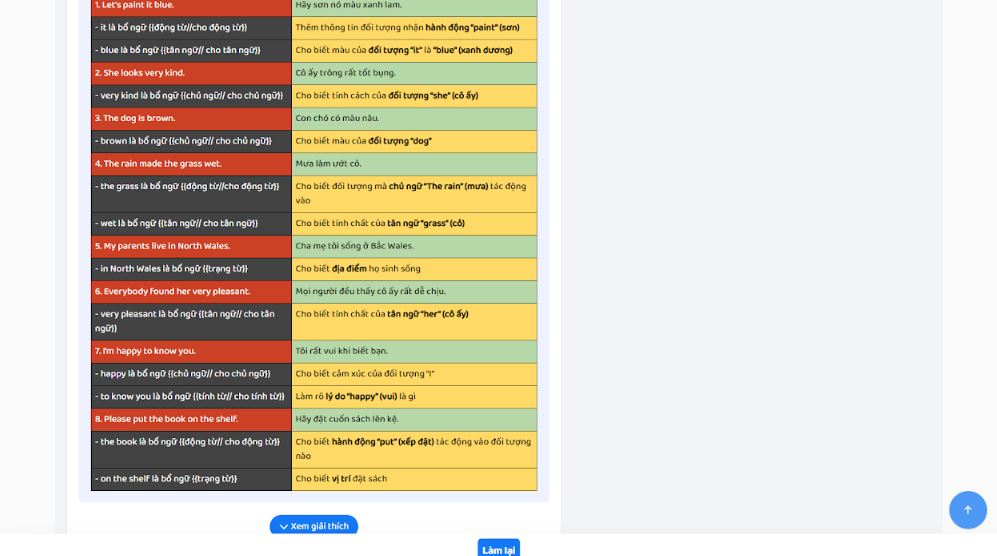 1. Let's paint it blue.
Hãy sơn nó màu xanh lam.
- it là bổ ngữ {{động từ//cho động từ}}
Thêm thông tin đối tượng nhận hành động "paint" (sơn)
- blue là bổ ngữ {{tân ngữ// cho tân ngữ}}
Cho biết màu của đối tượng "it" là "blue" (xanh dương)
2. She looks very kind.
Cô ấy trông rất tốt bụng.
- very kind là bổ ngữ {{chủ ngữ// cho chủ ngữ}}
Cho biết tính cách của đối tượng "she" (cô ấy)
3. The dog is brown.
Con chó có màu nâu.
- brown là bổ ngữ {{chủ ngữ// cho chủ ngữ}}
Cho biết màu của đối tượng "dog"
4. The rain made the grass wet.
Mưa làm ướt cỏ.
- the grass là bổ ngữ {{động từ//cho động từ}}
Cho biết đối tượng mà chủ ngữ "The rain" (mưa) tác động
vào
- wet là bổ ngữ {{tân ngữ// cho tân ngữ}}
Cho biết tính chất của tân ngữ "grass" (cỏ)
5. My parents live in North Wales.
Cha mẹ tôi sống ở Bắc Wales.
- in North Wales là bổ ngữ {{trạng từ}}
Cho biết địa điểm họ sinh sống
6. Everybody found her very pleasant.
Mọi người đều thấy cô ấy rất dễ chịu.
- very pleasant là bổ ngữ {{tân ngữ// cho tân
ngữ}}
Cho biết tính chất của tân ngữ "her" (cô ấy)
7. I'm happy to know you.
Tôi rất vui khi biết bạn.
- happy là bổ ngữ {{chủ ngữ// cho chủ ngữ}}
Cho biết cảm xúc của đối tượng "I"
- to know you là bổ ngữ {{tính từ// cho tính từ}}
Làm rõ lý do "happy" (vui) là gì
8. Please put the book on the shelf.
Hãy đặt cuốn sách lên kệ.
- the book là bổ ngữ {{động từ// cho động từ}}
Cho biết hành động "put" (xếp đặt) tác động vào đối tượng
nào
- on the shelf là bổ ngữ {{trạng từ}}
Cho biết vị trí đặt sách
Xem giải thích
Làm lại